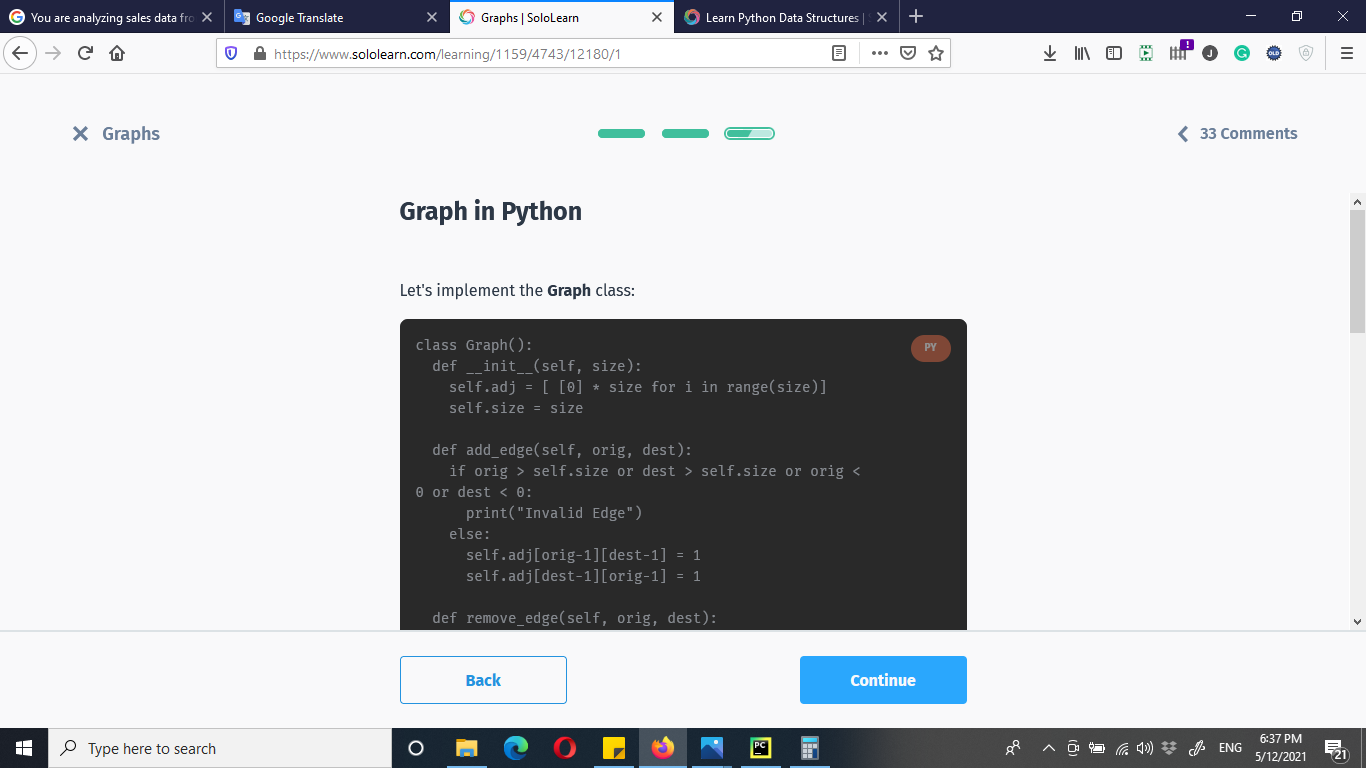 You are analyzing sales data fro
Google Translate
Graphs | SoloLearn
Learn Python Data Structures |
https://www.sololearn.com/learning/1159/4743/12180/1
Graphs
33 Comments
Graph in Python
Let's implement the Graph class:
PY
class Graph():
  def __init__(self, size):
    self.adj = [ [0] * size for i in range(size)]
    self.size = size
  def add_edge(self, orig, dest):
    if orig > self.size or dest > self.size or orig <
0 or dest < 0:
      print("Invalid Edge")
    else:
      self.adj[orig-1][dest-1] = 1
      self.adj[dest-1][orig-1] = 1
  def remove_edge(self, orig, dest):
Back
Continue
Type here to search
ENG
6:37 PM
5/12/2021
21